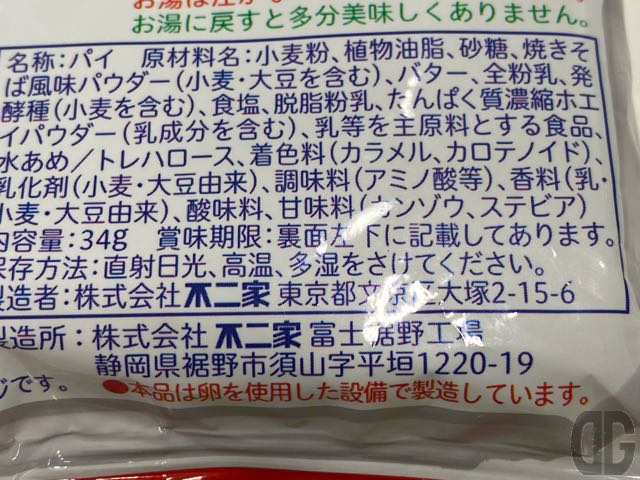 お湯に戻すと多分美味しくありません。
名称:パイ 原材料名:小麦粉、植物油脂、砂糖、焼きそ
ば風味パウダー(小麦・大豆を含む)、バター、全粉乳、発
酵種(小麦を含む)、食塩、脱脂粉乳、たんぱく質濃縮ホエ
イパウダー(乳成分を含む)、乳等を主原料とする食品、
水あめ/トレハロース、着色料(カラメル、カロテノイド)、
乳化剤(小麦・大豆由来)、調味料(アミノ酸等)、香料(乳・
小麦・大豆由来)、酸味料、甘味料(カンゾウ、ステビア)
内容量:34g 賞味期限:裏面左下に記載してあります。
保存方法:直射日光、高温、多湿をさけてください。
製造者:株式会社不二家 東京都文京区大塚2-15-6
製造所:株式会社不二家 富士裾野工場
静岡県裾野市須山字平垣1220-19
ジです。
●本品は卵を使用した設備で製造しています。
DG